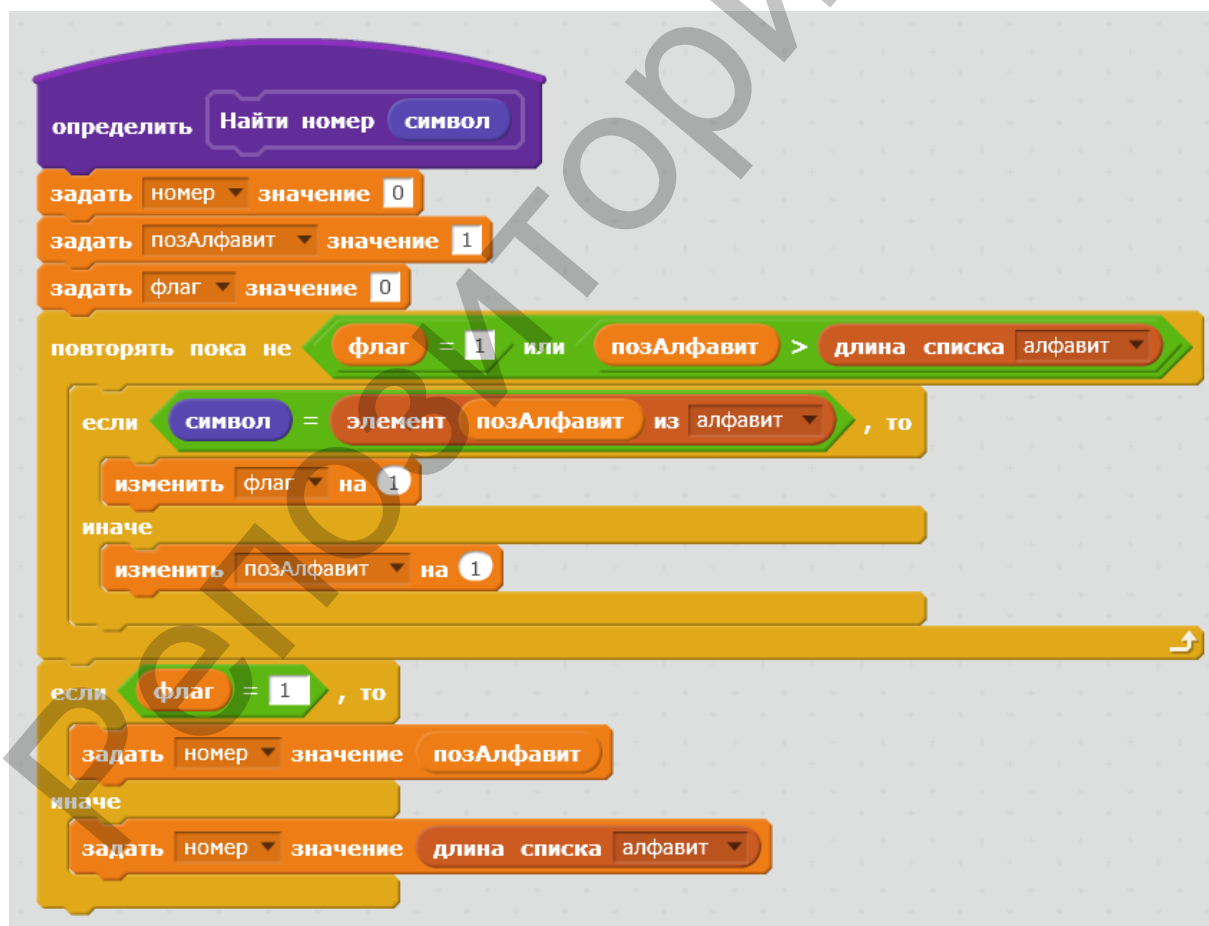 определить Найти номер символ
задать номер значение 0
задать позАлфавит значение 1
задать флаг значение 0
повторять пока не флаг = 1 или позАлфавит > длина списка алфавит
если символ = элемент позАлфавит из алфавит , то
изменить флаг на 1
иначе
изменить позАлфавит на 1
если флаг = 1 , то
задать номер значение позАлфавит
иначе
задать номер значение длина списка алфавит
Репозитори